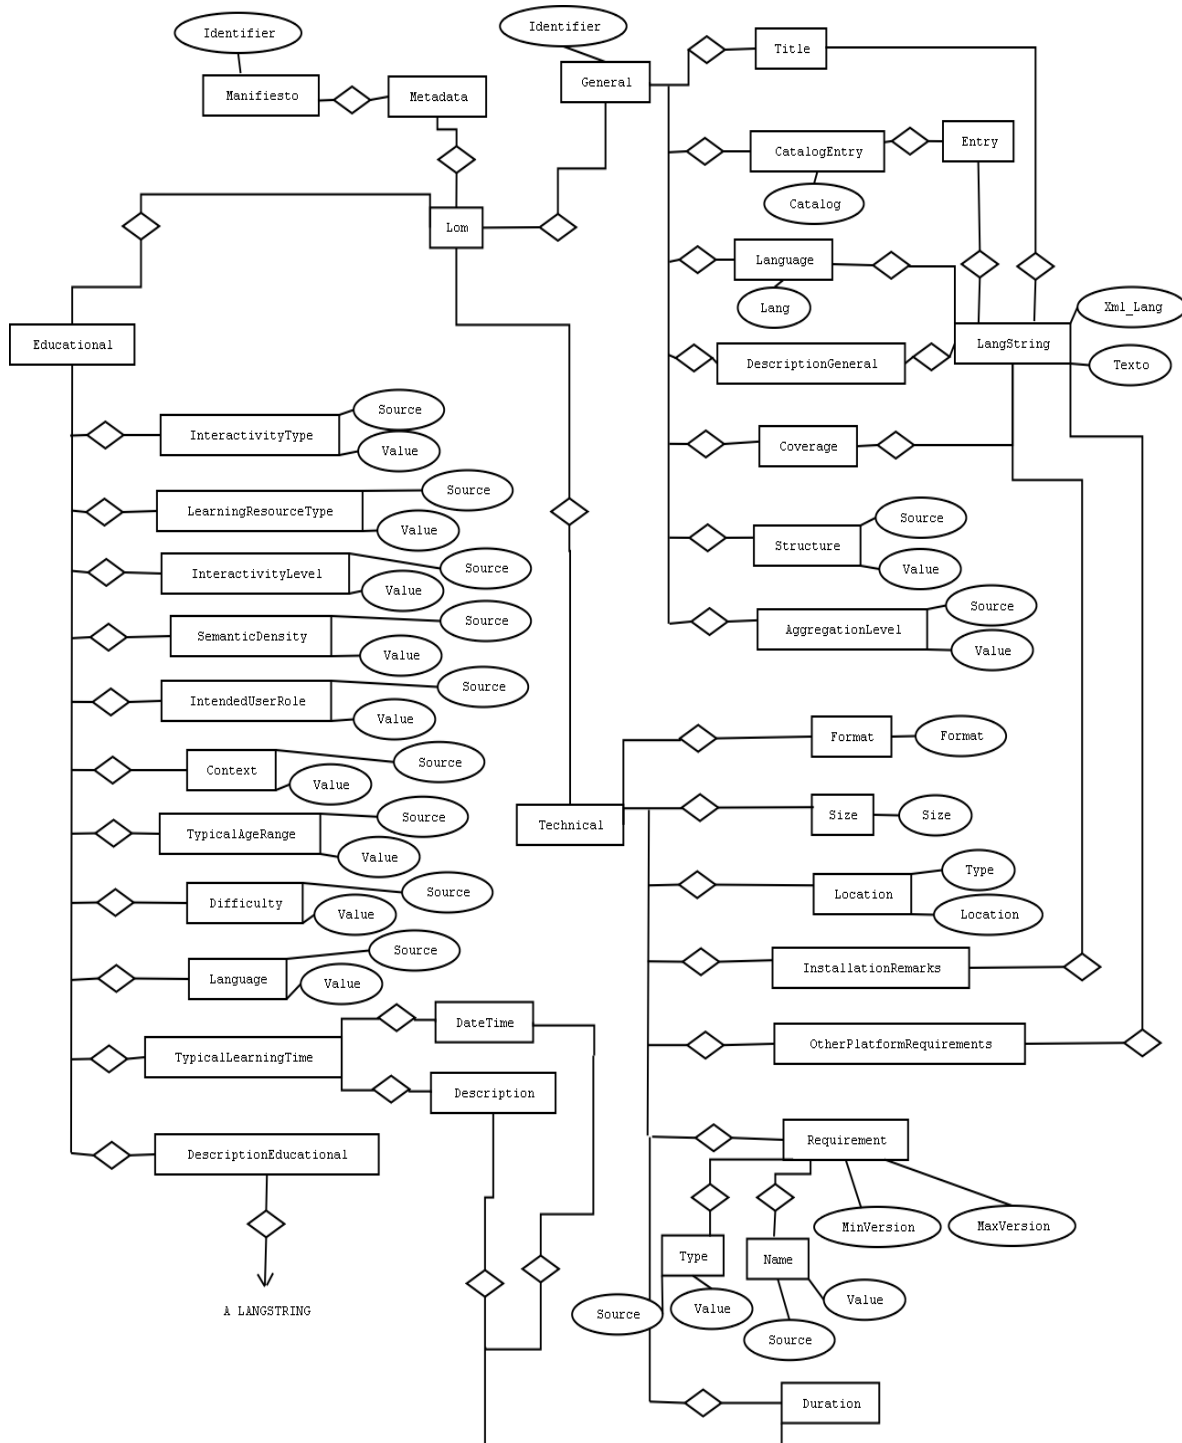 Identifier
Identifier
Title
General
Manifiesto
Metadata
CatalogEntry
Entry
Catalog
Lom
Language
Lang
Xml_Lang
Educational
LangString
DescriptionGeneral
Texto
Source
InteractivityType
Value
Coverage
Source
LearningResourceType
Value
Source
Structure
Value
Source
InteractivityLevel
Value
Source
AggregationLevel
Value
Source
SemanticDensity
Value
Source
IntendedUserRole
Value
Format
Format
Source
Context
Value
Source
TypicalAgeRange
Value
Technical
Size
Size
Type
Location
Location
Source
Difficulty
Value
Source
Language
Value
InstallationRemarks
DateTime
TypicalLearningTime
Description
OtherPlatformRequirements
DescriptionEducational
Requirement
MinVersion
MaxVersion
Type
Name
Source
Value
Value
Source
A LANGSTRING
Duration